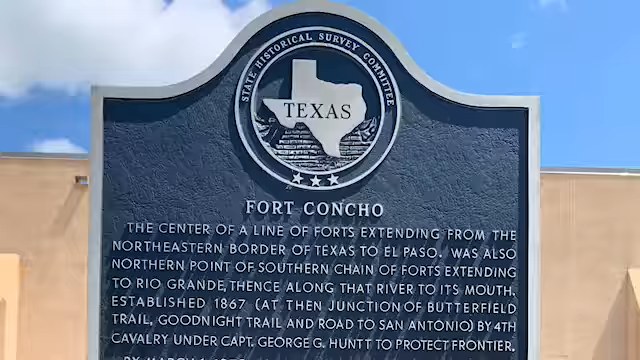 STATE HISTORICAL SURVEY COMMITTEE
TEXAS
FORT CONCHO
THE CENTER OF A LINE OF FORTS EXTENDING FROM THE
NORTHEASTERN BORDER OF TEXAS TO EL PASO. WAS ALSO
NORTHERN POINT OF SOUTHERN CHAIN OF FORTS EXTENDING
TO RIO GRANDE, THENCE ALONG THAT RIVER TO ITS MOUTH.
ESTABLISHED 1867 (AT THEN JUNCTION OF BUTTERFIELD
TRAIL, GOODNIGHT TRAIL AND ROAD TO SAN ANTONIO) BY 4TH
CAVALRY UNDER CAPT. GEORGE G. HUNTT TO PROTECT FRONTIER.
BY MARCH 1